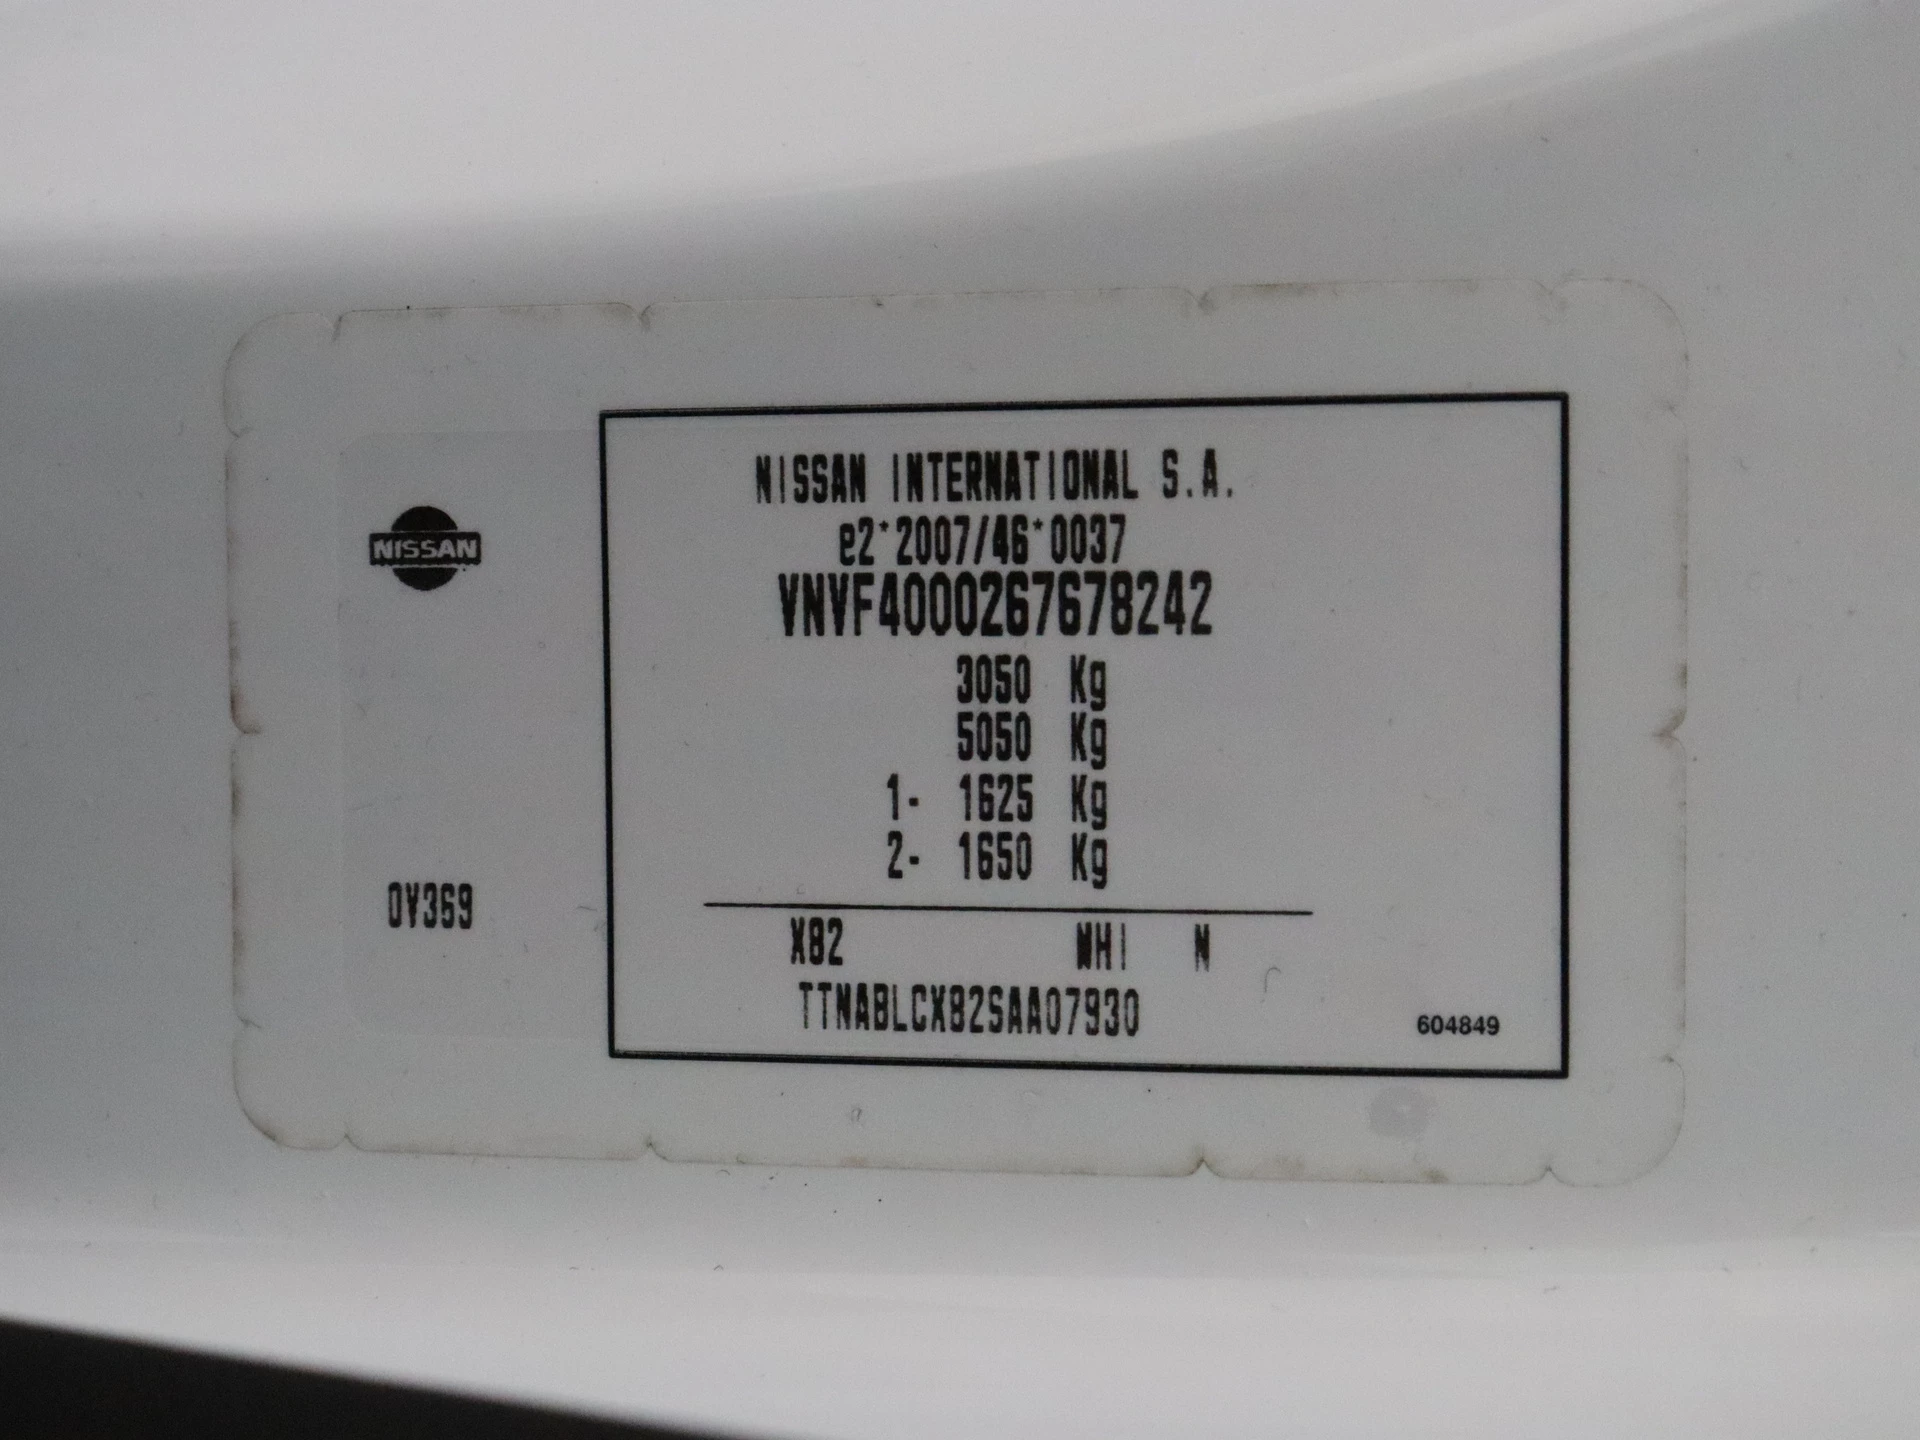 NISSAN INTERNATIONAL S.A.
e2*2007/46*0037
VNVF4000267678242
3050 Kg
5050 Kg
1- 1625 Kg
2- 1650 Kg
NISSAN
0V369
X82 WHI N
TTNABLCX82SAA07930
604849